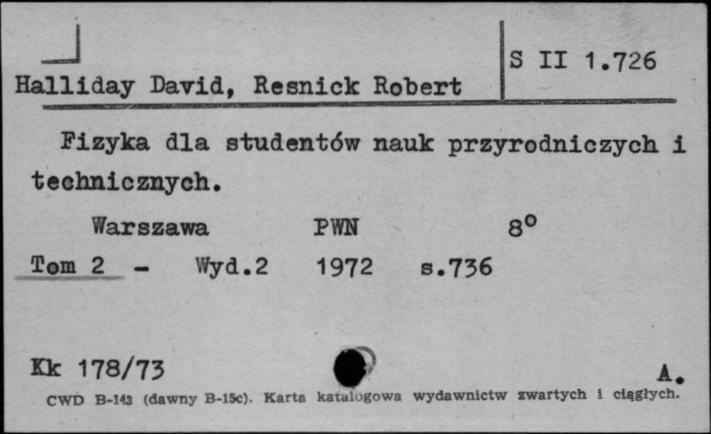 S II 1.726
Halliday David, Resnick Robert
Fizyka dla studentów nauk przyrodniczych i
technicznych.
Warszawa PWN 8°
Tom 2 - Wyd.2 1972 s.736
Kk 178/73 A.
CWD B-143 (dawny B-15c). Karta katalogowa wydawnictw zwartych i ciągłych.